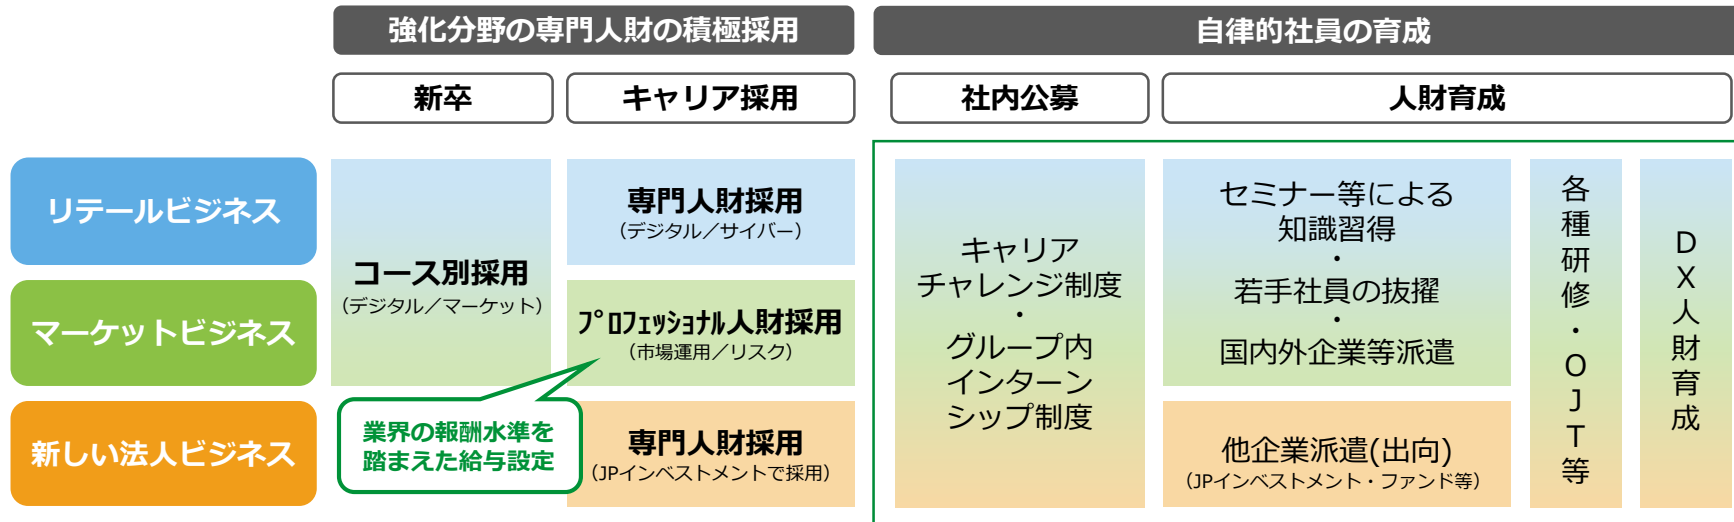 強化分野の専門人財の積極採用
自律的社員の育成
新卒
キャリア採用
社内公募
人財育成
リテールビジネス
マーケットビジネス
新しい法人ビジネス
コース別採用
（デジタル／マーケット）
専門人財採用
（デジタル／サイバー）
ﾌﾟﾛﾌｪｯｼｮﾅﾙ人財採用
（市場運用／リスク）
業界の報酬水準を
踏まえた給与設定
専門人財採用
（JPインベストメントで採用）
キャリア
チャレンジ制度
・
グループ内
インターン
シップ制度
セミナー等による
知識習得
・
若手社員の抜擢
・
国内外企業等派遣
他企業派遣(出向)
（JPインベストメント・ファンド等）
各種研修・OJT等
DX人財育成